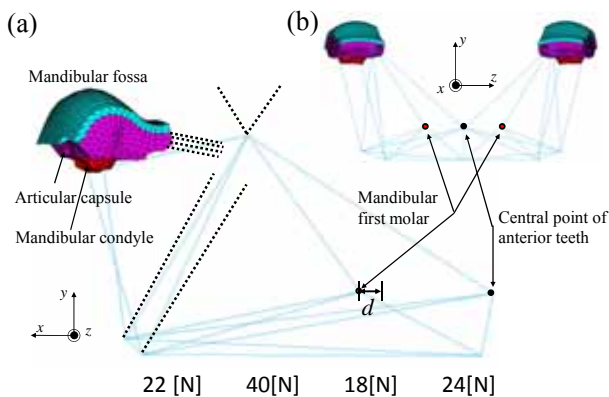 (a)
(b)
Mandibular fossa
Articular capsule
Mandibular condyle
y
x
z
y
x
z
Mandibular
first molar
Central point of
anterior teeth
d
22 [N] 40[N] 18[N] 24[N]